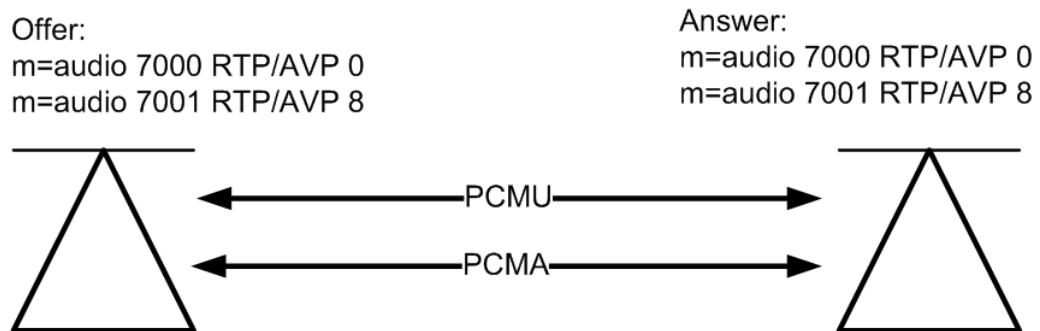 Offer:
m=audio 7000 RTP/AVP 0
m=audio 7001 RTP/AVP 8
Answer:
m=audio 7000 RTP/AVP 0
m=audio 7001 RTP/AVP 8
PCMU
PCMA